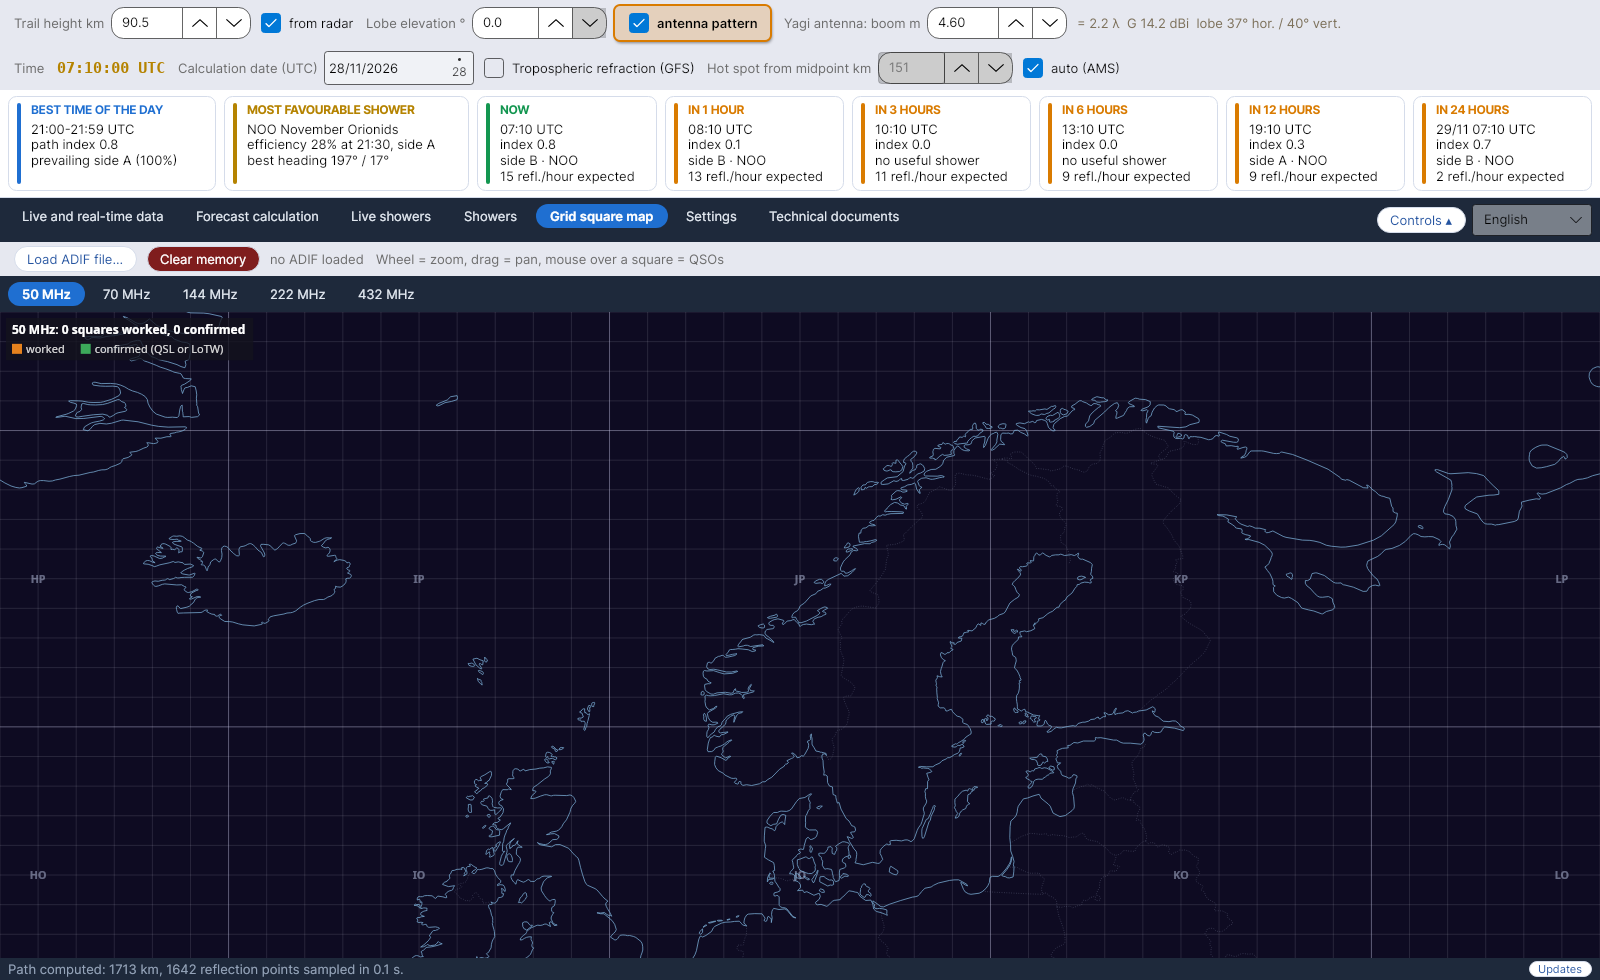 Trail height km 90.5 from radar Lobe elevation ° 0.0 antenna pattern Yagi antenna: boom m 4.60 = 2.2 λ G 14.2 dBi lobe 37° hor. / 40° vert.
Time 07:10:00 UTC Calculation date (UTC) 28/11/2026 28 Tropospheric refraction (GFS) Hot spot from midpoint km 151 auto (AMS)
BEST TIME OF THE DAY
21:00-21:59 UTC
path index 0.8
prevailing side A (100%)
MOST FAVOURABLE SHOWER
NOO November Orionids
efficiency 28% at 21:30, side A
best heading 197° / 17°
NOW
07:10 UTC
index 0.8
side B · NOO
15 refl./hour expected
IN 1 HOUR
08:10 UTC
index 0.1
side B · NOO
13 refl./hour expected
IN 3 HOURS
10:10 UTC
index 0.0
no useful shower
11 refl./hour expected
IN 6 HOURS
13:10 UTC
index 0.0
no useful shower
9 refl./hour expected
IN 12 HOURS
19:10 UTC
index 0.3
side A · NOO
9 refl./hour expected
IN 24 HOURS
29/11 07:10 UTC
index 0.7
side B · NOO
2 refl./hour expected
Live and real-time data Forecast calculation Live showers Showers Grid square map Settings Technical documents Controls ▴ English
Load ADIF file... Clear memory no ADIF loaded Wheel = zoom, drag = pan, mouse over a square = QSOs
50 MHz 70 MHz 144 MHz 222 MHz 432 MHz
50 MHz: 0 squares worked, 0 confirmed
worked confirmed (QSL or LoTW)
HP IP JP KP LP
HO IO JO KO LO
Path computed: 1713 km, 1642 reflection points sampled in 0.1 s. Updates